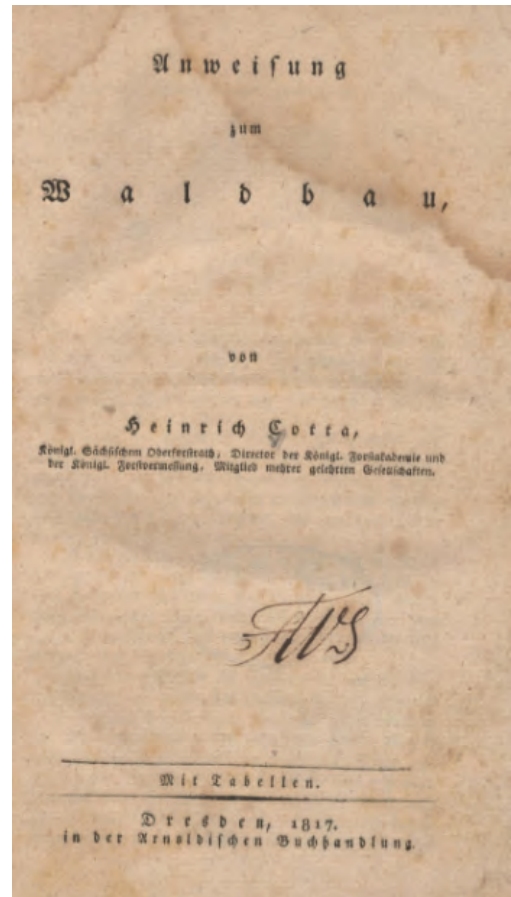 Anweiſung
zum
Waldbau,
von
Heinrich Cotta,
Königl. Sächſiſchem Oberforſtrath, Director der Königl. Forſtakademie und
der Königl. Forſtvermeſſung, Mitglied mehrer gelehrten Geſellſchaften.
Mit Tabellen.
Dresden, 1817.
in der Arnoldiſchen Buchhandlung.